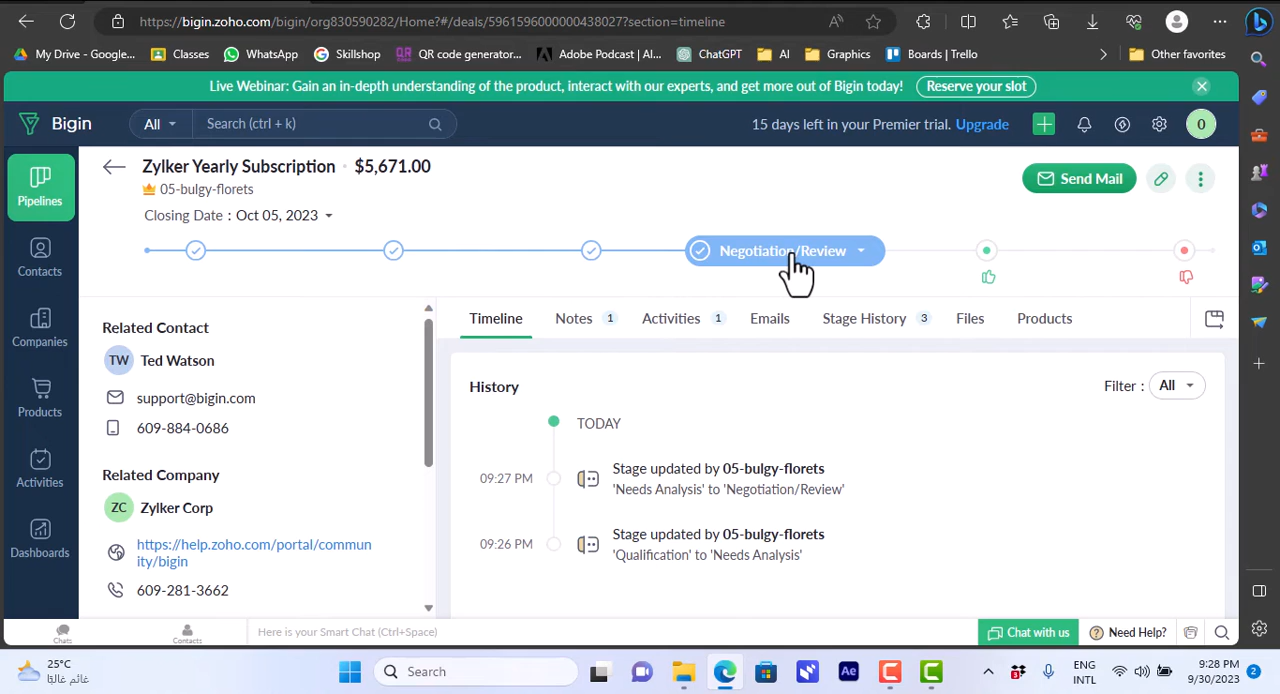 https://bigin.zoho.com/bigin/org830590282/Home?#/deals/5961596000000438027?section=timeline
My Drive - Google...
Classes
WhatsApp
Skillshop
QR code generator...
Adobe Podcast | AI...
ChatGPT
AI
Graphics
Boards | Trello
Other favorites
Live Webinar: Gain an in-depth understanding of the product, interact with our experts, and get more out of Bigin today!
Reserve your slot
Bigin
All
Search (ctrl + k)
15 days left in your Premier trial. Upgrade
0
Pipelines
Contacts
Companies
Products
Activities
Dashboards
Zylker Yearly Subscription · $5,671.00
05-bulgy-florets
Closing Date : Oct 05, 2023
Send Mail
Negotiation/Review
Related Contact
TW Ted Watson
support@bigin.com
609-884-0686
Related Company
ZC Zylker Corp
https://help.zoho.com/portal/commun
ity/bigin
609-281-3662
Timeline
Notes 1
Activities 1
Emails
Stage History 3
Files
Products
History
Filter : All
TODAY
09:27 PM
Stage updated by 05-bulgy-florets
'Needs Analysis' to 'Negotiation/Review'
09:26 PM
Stage updated by 05-bulgy-florets
'Qualification' to 'Needs Analysis'
Chats
Contacts
Here is your Smart Chat (Ctrl+Space)
Chat with us
Need Help?
25°C
غائم غالبًا
Search
Ae
3
ENG
INTL
9:28 PM
9/30/2023
2